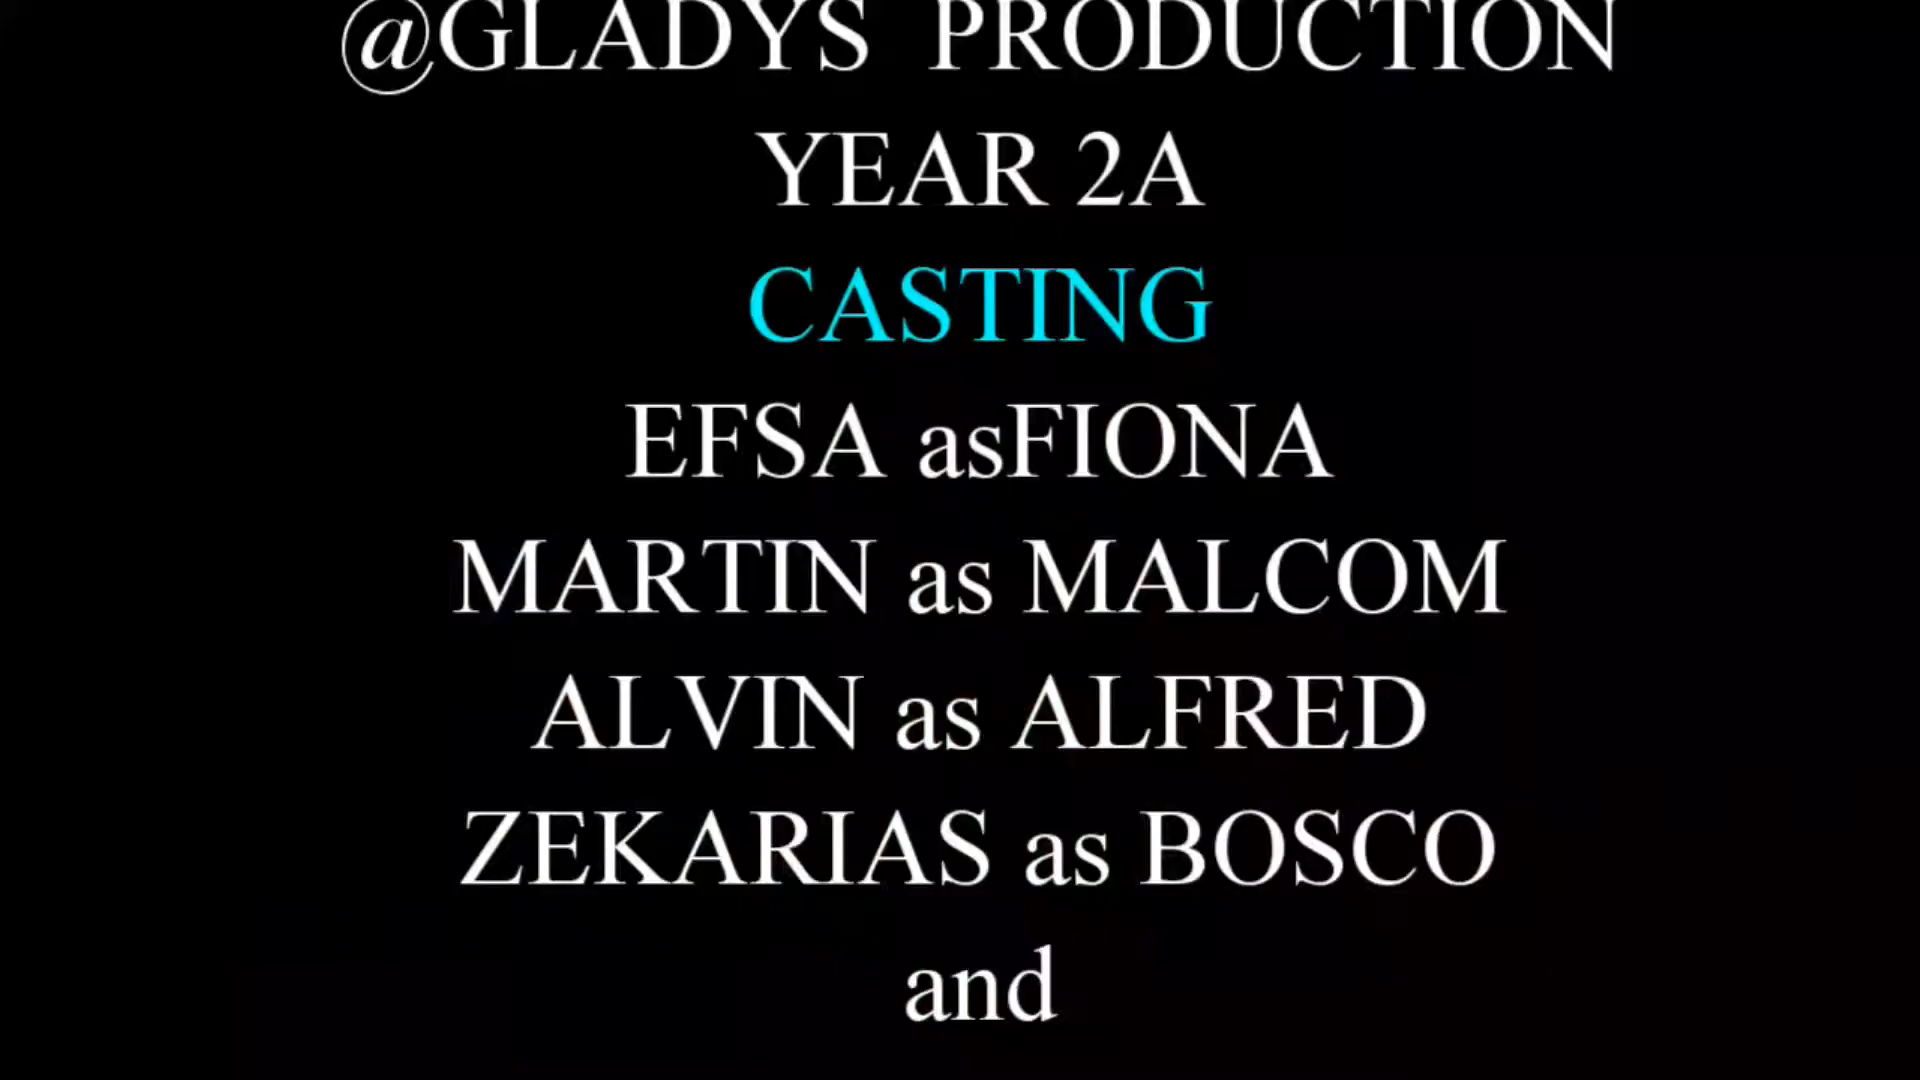 @GLADYS PRODUCTION
YEAR 2A
CASTING
EFSA asFIONA
MARTIN as MALCOM
ALVIN as ALFRED
ZEKARIAS as BOSCO
and